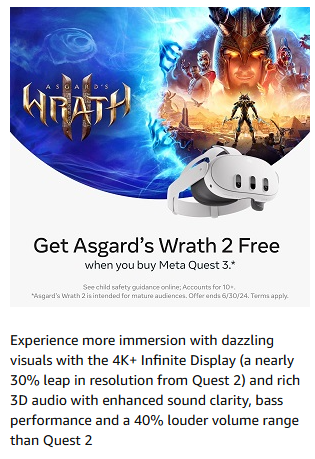 ASGARD'S
WRATH
II
Get Asgard's Wrath 2 Free
when you buy Meta Quest 3.*
See child safety guidance online; Accounts for 10+.
*Asgard's Wrath 2 is intended for mature audiences. Offer ends 6/30/24. Terms apply.
Experience more immersion with dazzling
visuals with the 4K+ Infinite Display (a nearly
30% leap in resolution from Quest 2) and rich
3D audio with enhanced sound clarity, bass
performance and a 40% louder volume range
than Quest 2